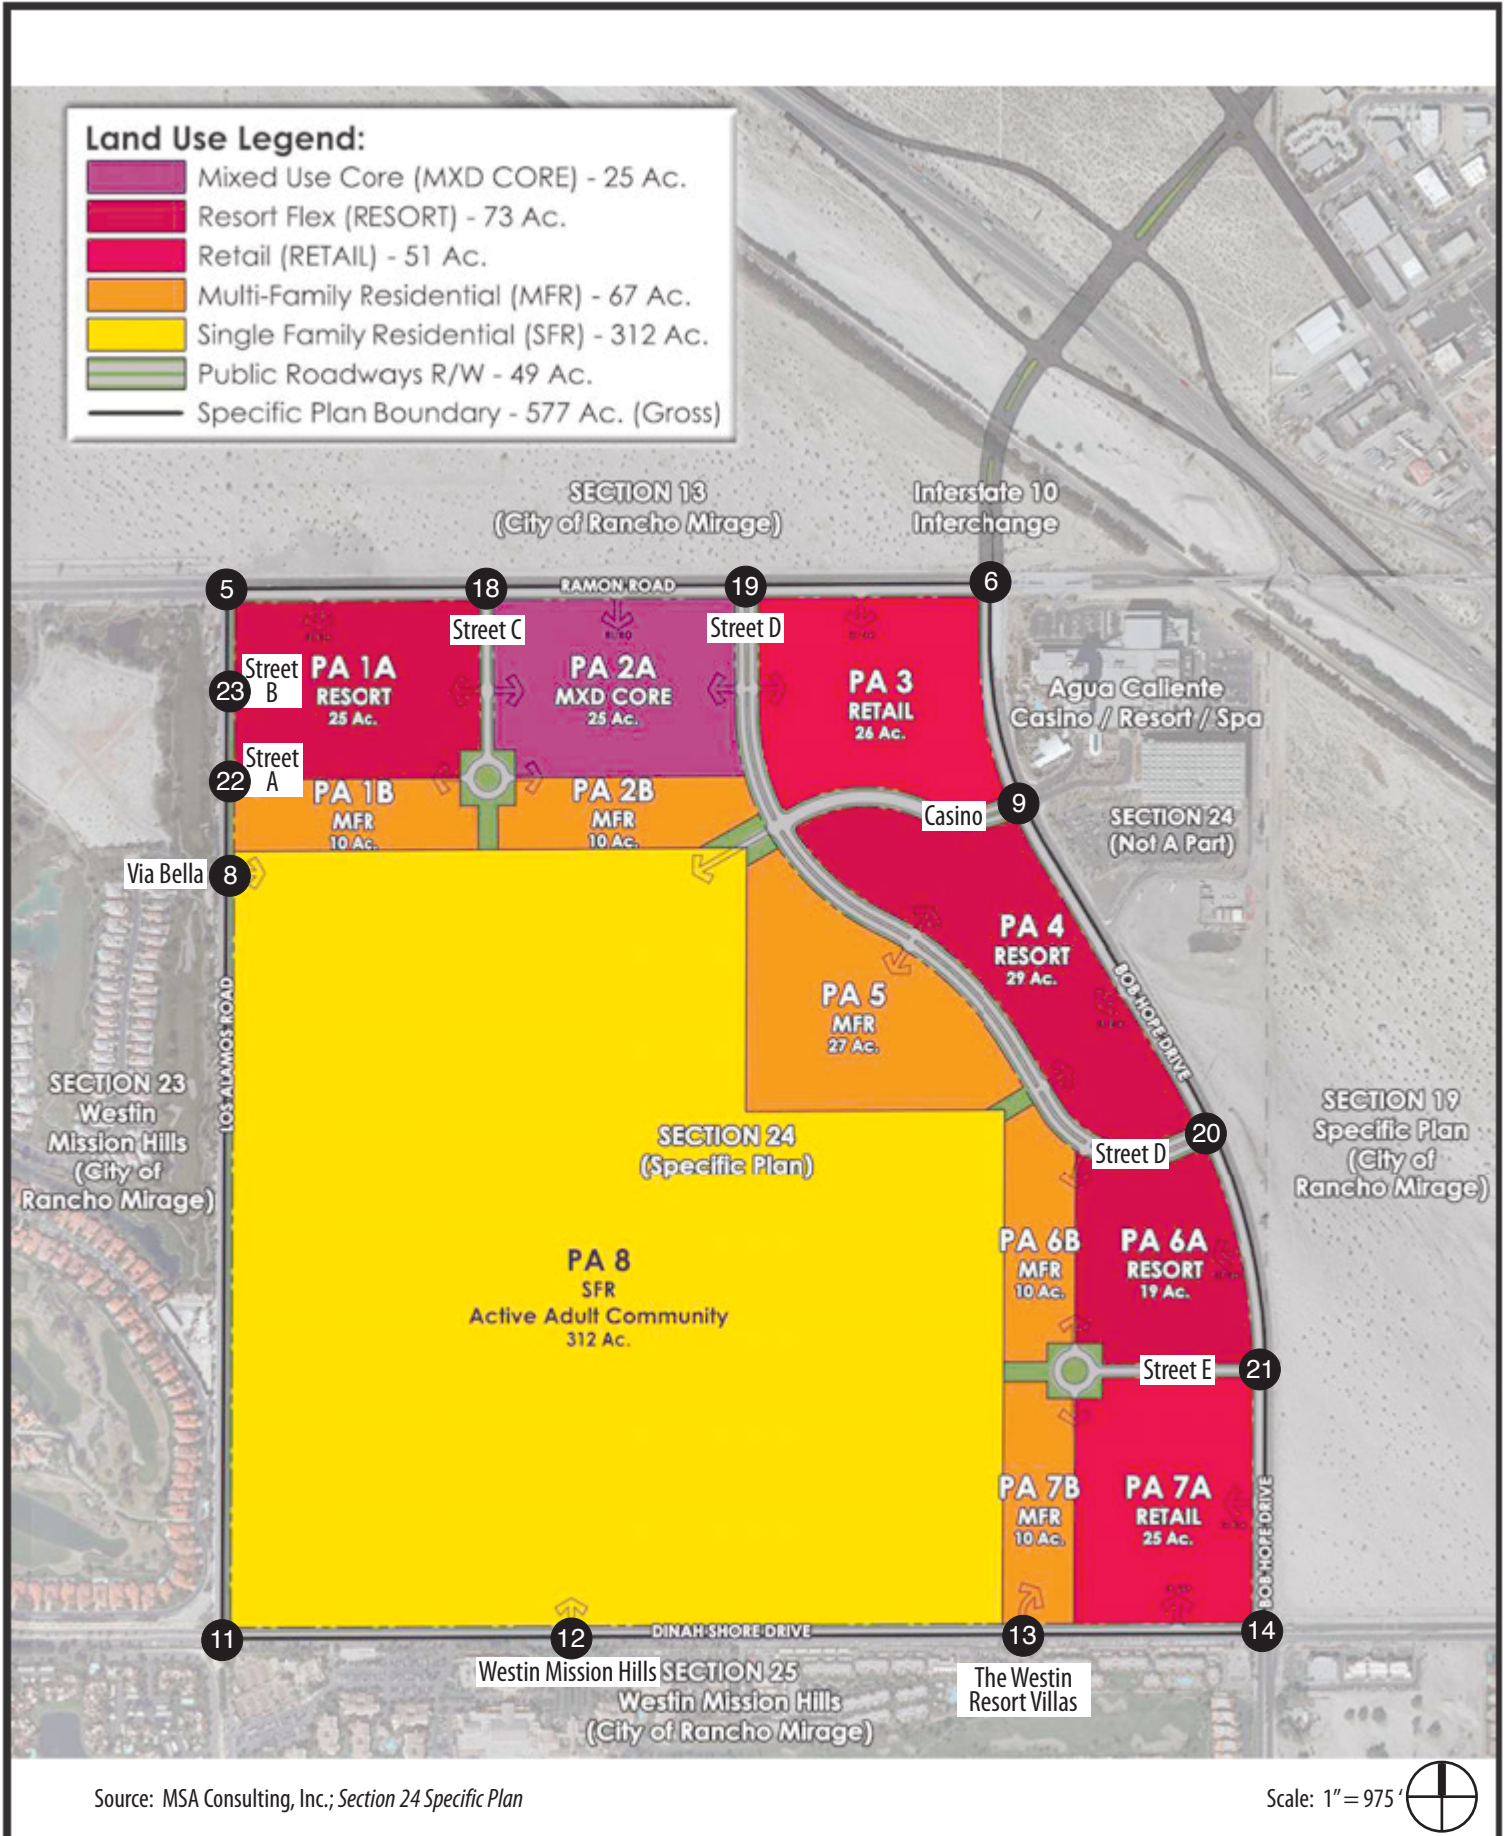 Land Use Legend:
Mixed Use Core (MXD CORE) - 25 Ac.
Resort Flex (RESORT) - 73 Ac.
Retail (RETAIL) - 51 Ac.
Multi-Family Residential (MFR) - 67 Ac.
Single Family Residential (SFR) - 312 Ac.
Public Roadways R/W - 49 Ac.
Specific Plan Boundary - 577 Ac. (Gross)
SECTION 13
(City of Rancho Mirage)
Interstate 10
Interchange
5
18
RAMON ROAD
19
6
Street C
Street D
23
Street
B
PA 1A
RESORT
25 Ac.
PA 2A
MXD CORE
25 Ac.
PA 3
RETAIL
26 Ac.
Agua Caliente
Casino / Resort / Spa
22
Street
A
PA 1B
MFR
10 Ac.
PA 2B
MFR
10 Ac.
Casino
9
SECTION 24
(Not A Part)
Via Bella
8
PA 4
RESORT
29 Ac.
BOB HOPE DRIVE
PA 5
MFR
27 Ac.
LOS ALAMOS ROAD
SECTION 23
Westin
Mission Hills
(City of
Rancho Mirage)
SECTION 24
(Specific Plan)
Street D
20
SECTION 19
Specific Plan
(City of
Rancho Mirage)
PA 8
SFR
Active Adult Community
312 Ac.
PA 6B
MFR
10 Ac.
PA 6A
RESORT
19 Ac.
Street E
21
PA 7B
MFR
10 Ac.
PA 7A
RETAIL
25 Ac.
BOB HOPE DRIVE
11
12
DINAH SHORE DRIVE
13
14
Westin Mission Hills
SECTION 25
Westin Mission Hills
(City of Rancho Mirage)
The Westin
Resort Villas
Source: MSA Consulting, Inc.; Section 24 Specific Plan
Scale: 1” = 975 ‘